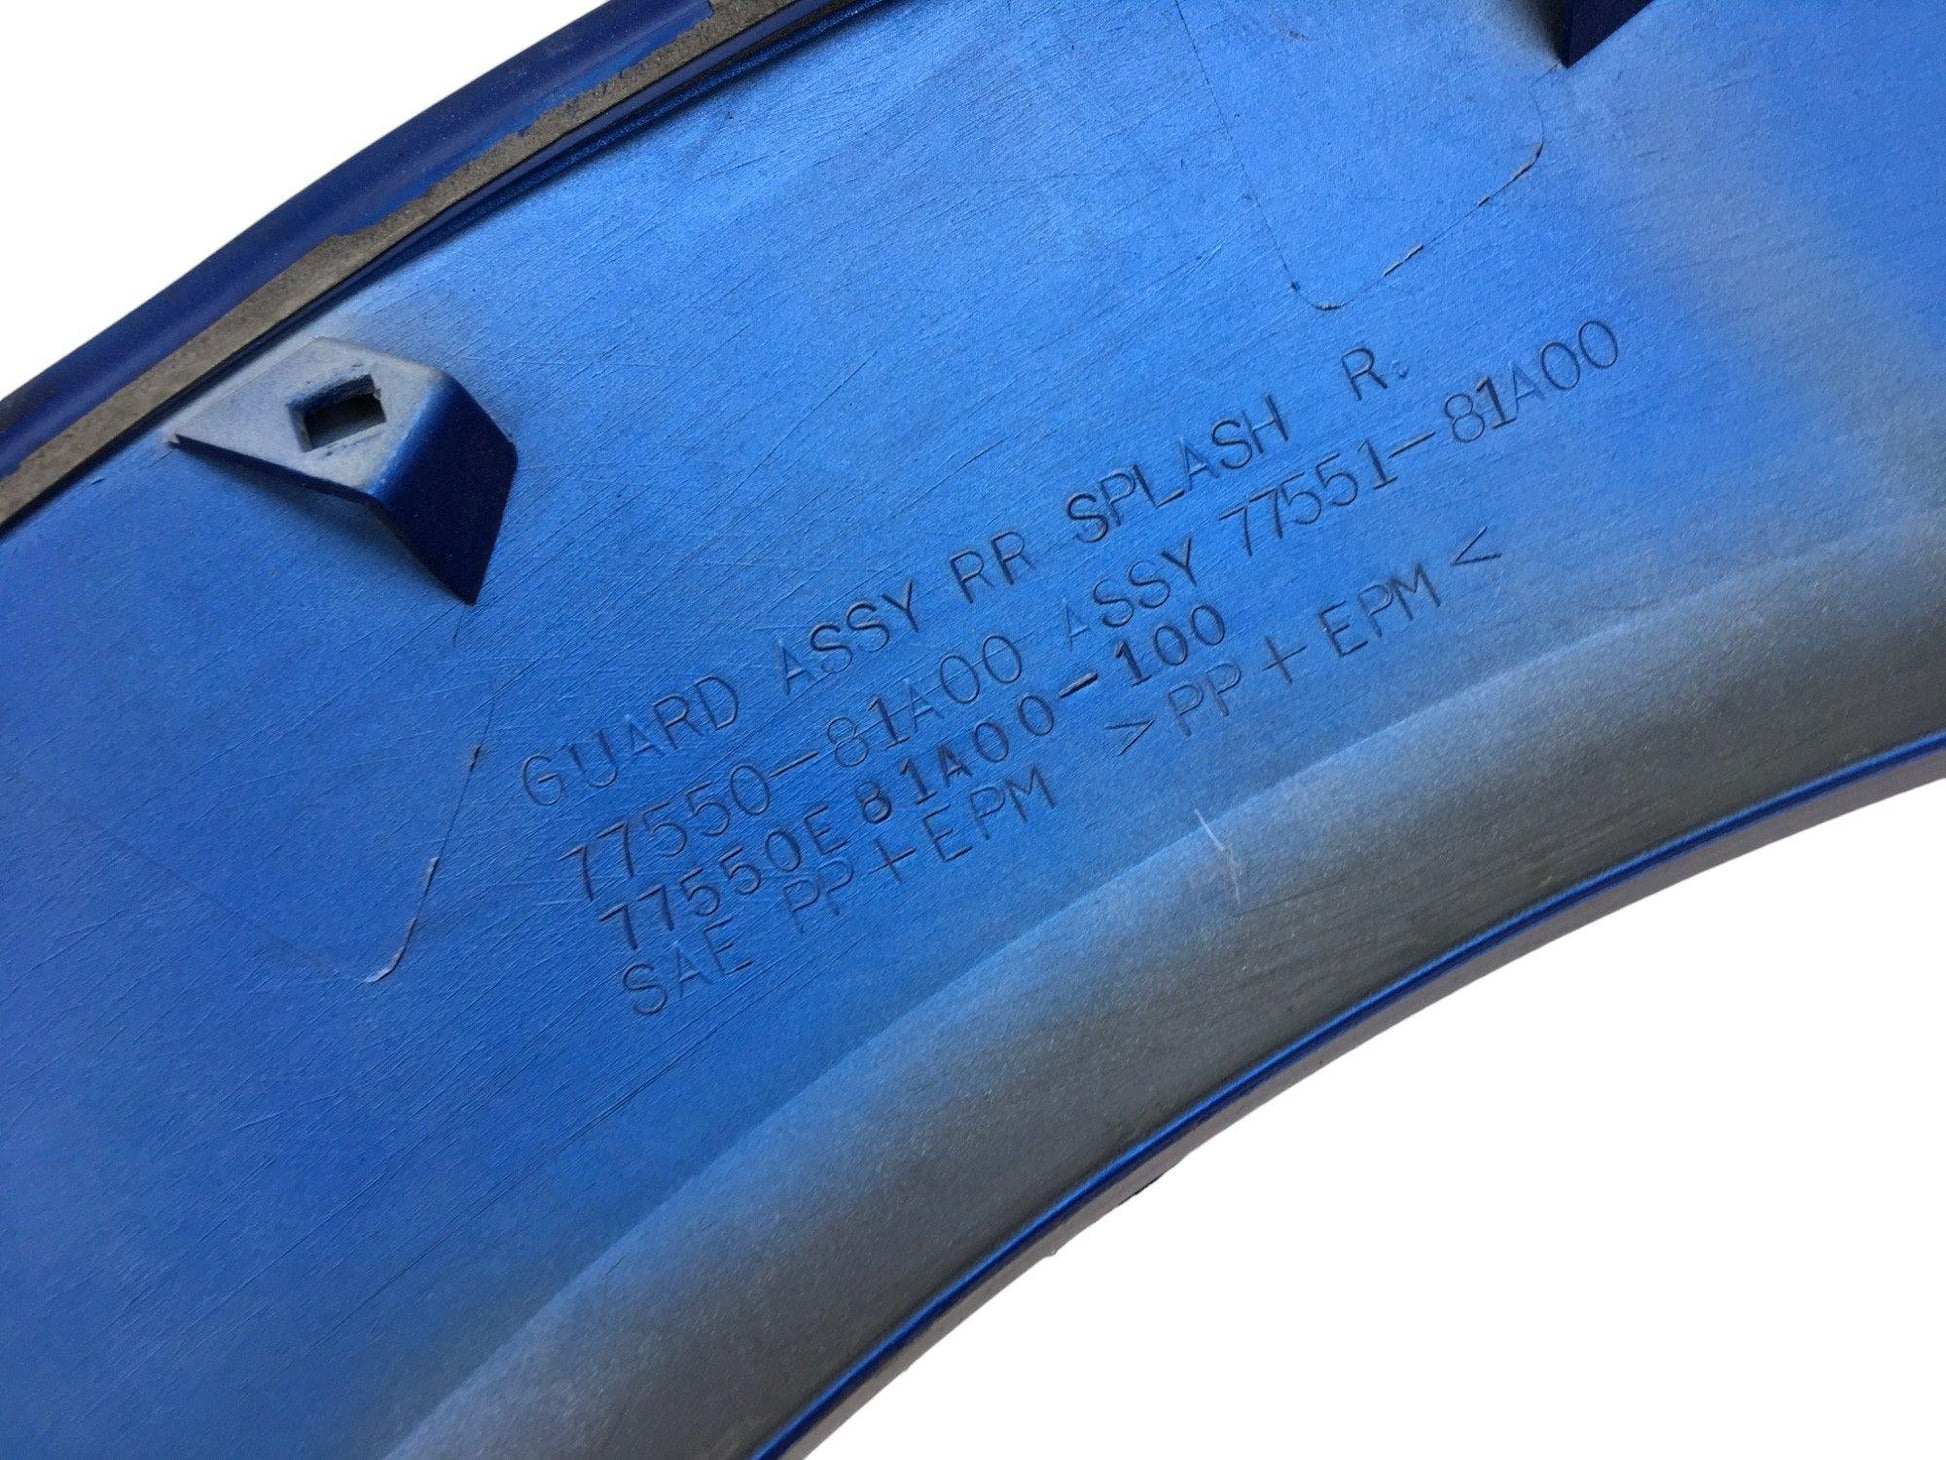 GUARD ASSY RR SPLASH R.
77550-81A00 ASSY 77551-81A00
77550E81A00-100
SAE PP+EPM >PP+EPM<